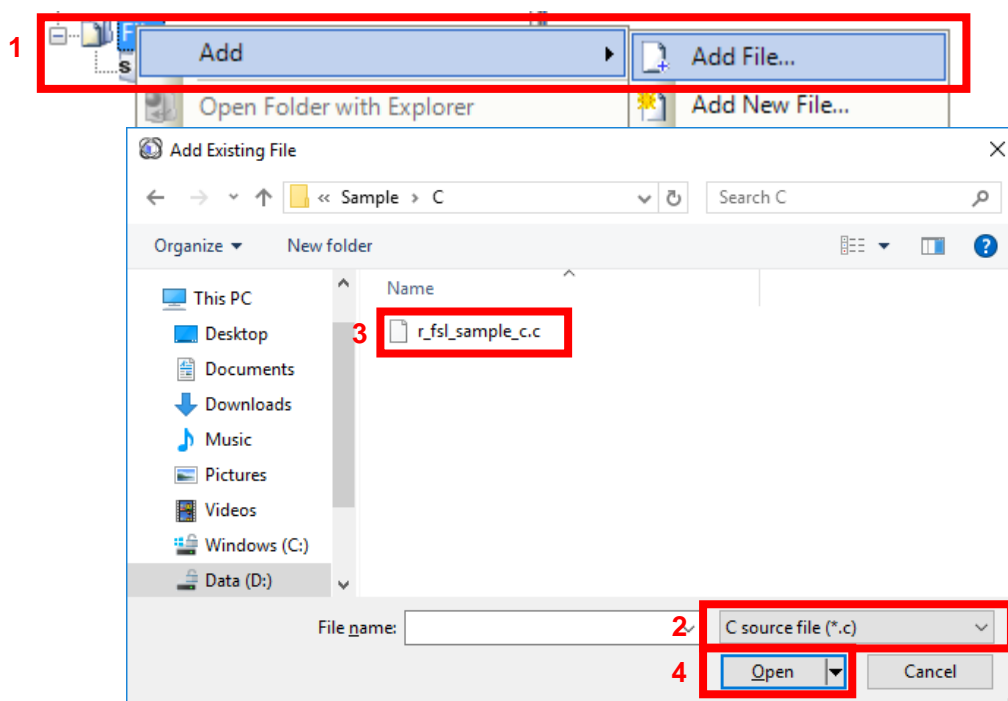 1
Add
Add File...
Open Folder with Explorer
Add New File...
Add Existing File
« Sample > C
Search C
Organize
New folder
This PC
Desktop
Documents
Downloads
Music
Pictures
Videos
Windows (C:)
Data (D:)
Name
3
r_fsl_sample_c.c
File name:
2
C source file (*.c)
4
Open
Cancel